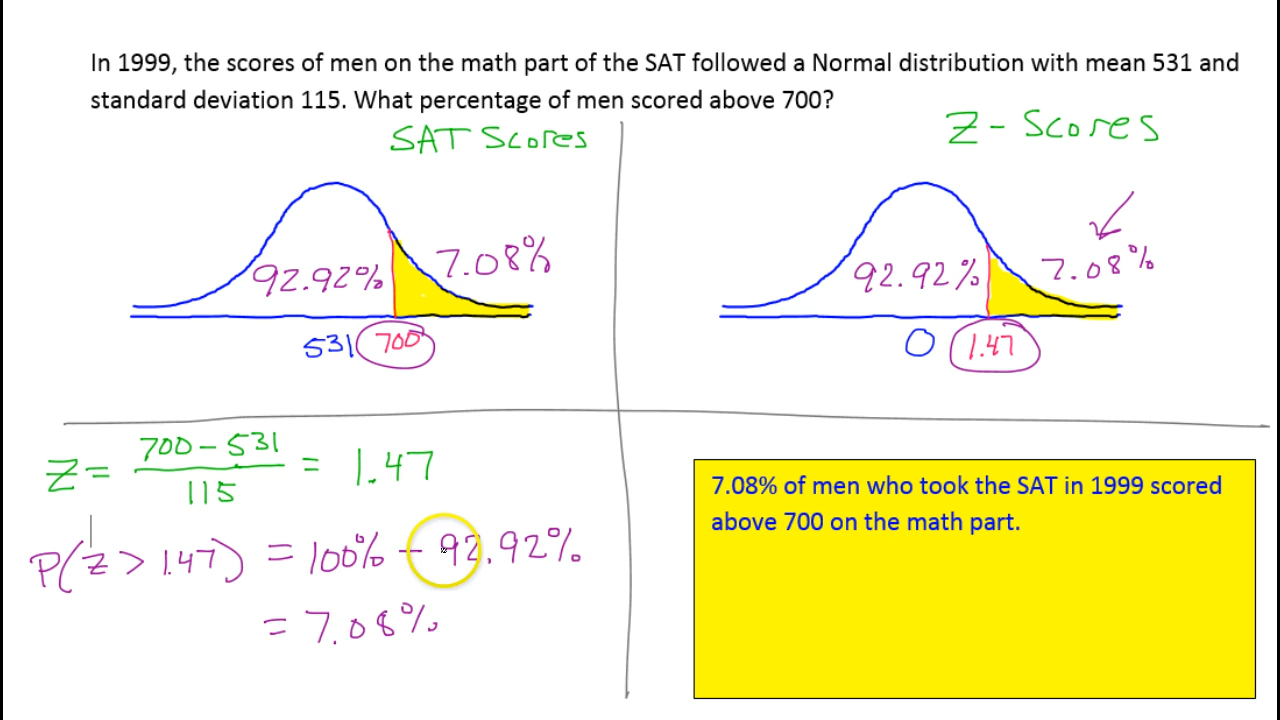 In 1999, the scores of men on the math part of the SAT followed a Normal distribution with mean 531 and
standard deviation 115. What percentage of men scored above 700?
SAT Scores
92.92%
7.08%
531
700
Z - Scores
92.92%
7.08%
0
1.47
Z = 700 - 531 / 115 = 1.47
P(Z > 1.47) = 100% - 92.92%
= 7.08%
7.08% of men who took the SAT in 1999 scored
above 700 on the math part.